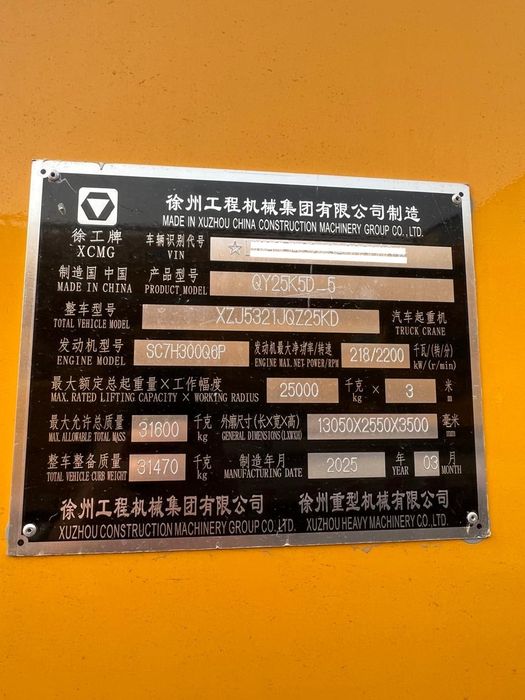 徐州工程机械集团有限公司制造
MADE IN XUZHOU CHINA CONSTRUCTION MACHINERY GROUP CO., LTD.
徐工牌
XCMG
车辆识别代号
VIN
制造国 中国
MADE IN CHINA
产品型号
PRODUCT MODEL
QY25K5D_5
整车型号
TOTAL VEHICLE MODEL
XZJ5321JQZ25KD
汽车起重机
TRUCK CRANE
发动机型号
ENGINE MODEL
SC7H300Q6P
发动机最大净功率/转速
ENGINE MAX. NET POWER/RPM
218/2200
千瓦/(转/分)
kW/(r/min)
最大额定总起重量×工作幅度
MAX. RATED LIFTING CAPACITY × WORKING RADIUS
25000
千克
kg
×
3
米
m
最大允许总质量
MAX. ALLOWABLE TOTAL MASS
31600
千克
kg
外廓尺寸(长×宽×高)
GENERAL DIMENSIONS (LXWXH)
13050X2550X3500
毫米
mm
整车整备质量
TOTAL VEHICLE CURB WEIGHT
31470
千克
kg
制造年月
MANUFACTURING DATE
2025
年
YEAR
03
月
MONTH
徐州工程机械集团有限公司
XUZHOU CONSTRUCTION MACHINERY GROUP CO., LTD.
徐州重型机械有限公司
XUZHOU HEAVY MACHINERY CO., LTD.